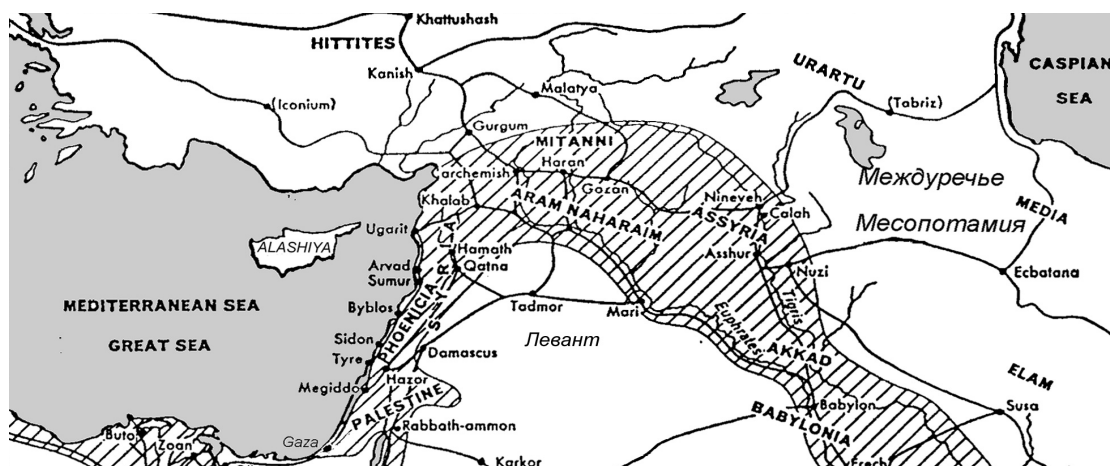 Khattushash
HITTITES
Kanish
URARTU
CASPIAN
SEA
(Tabriz)
(Iconium)
Malatya
Gurgum
MITANNI
Haran
archemish
Gozan
Междуречье
Nineveh
Calah
MEDIA
Khalab
ARAM NAHARAIM
ASSYRIA
Месопотамия
Ugarit
ALASHIYA
Hamath
Asshur
Arvad
Qatna
Nuzi
Ecbatana
Sumur
SYRIA
MEDITERRANEAN SEA
GREAT SEA
Byblos
PHOENICIA
Tadmor
Mari
Euphrates
Tigris
Sidon
Левант
AKKAD
Tyre
Damascus
Hazor
ELAM
Megiddo
PALESTINE
Babylon
BABYLONIA
Susa
Buto
Zoan
Gaza
Rabbath-ammon
Karkor
Erech